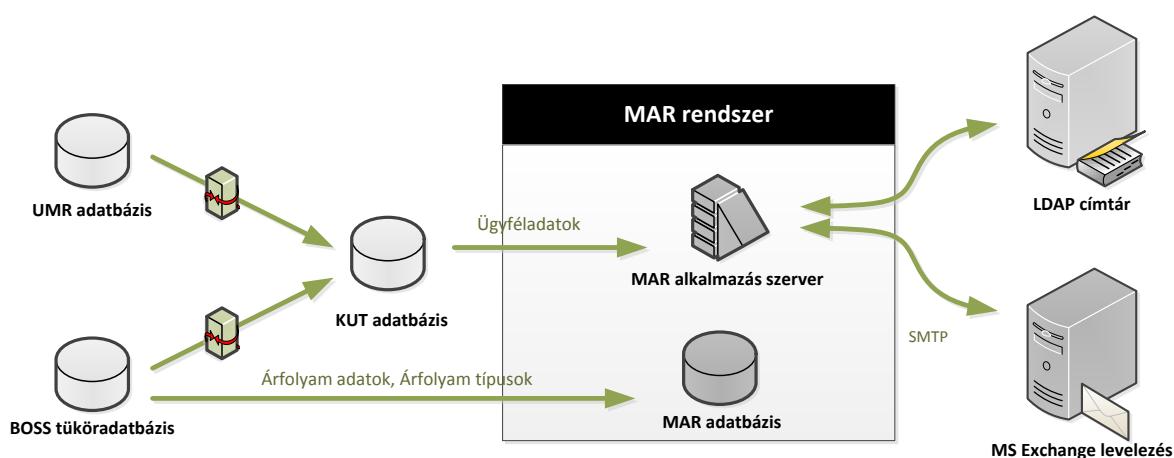 MAR rendszer
UMR adatbázis
LDAP címtár
Ügyféladatok
MAR alkalmazás szerver
KUT adatbázis
SMTP
Árfolyam adatok, Árfolyam típusok
BOSS tüköradatbázis
MAR adatbázis
MS Exchange levelezés